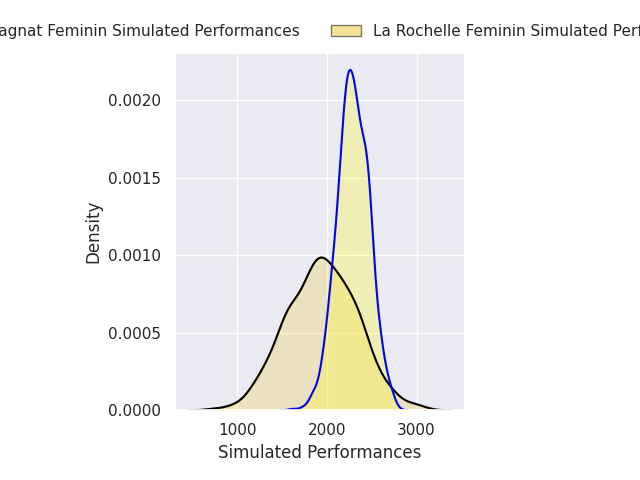 agnat Feminin Simulated Performances La Rochelle Feminin Simulated Perf
0.0020
0.0015
0.0010
0.0005
0.0000
Density
1000 2000 3000
Simulated Performances